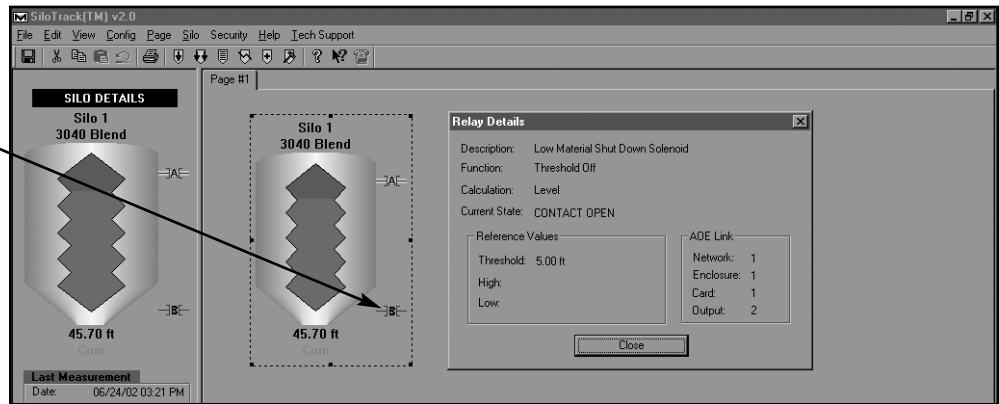 SiloTrack(TM) v2.0
File Edit View Config Page Silo Security Help Tech Support
Page #1
SILO DETAILS
Silo 1
3040 Blend
A
B
45.70 ft
Com
Last Measurement
Date: 06/24/02 03:21 PM
Silo 1
3040 Blend
A
B
45.70 ft
Com
Relay Details
Description: Low Material Shut Down Solenoid
Function: Threshold Off
Calculation: Level
Current State: CONTACT OPEN
Reference Values
Threshold: 5.00 ft
High:
Low:
AOE Link
Network: 1
Enclosure: 1
Card: 1
Output: 2
Close